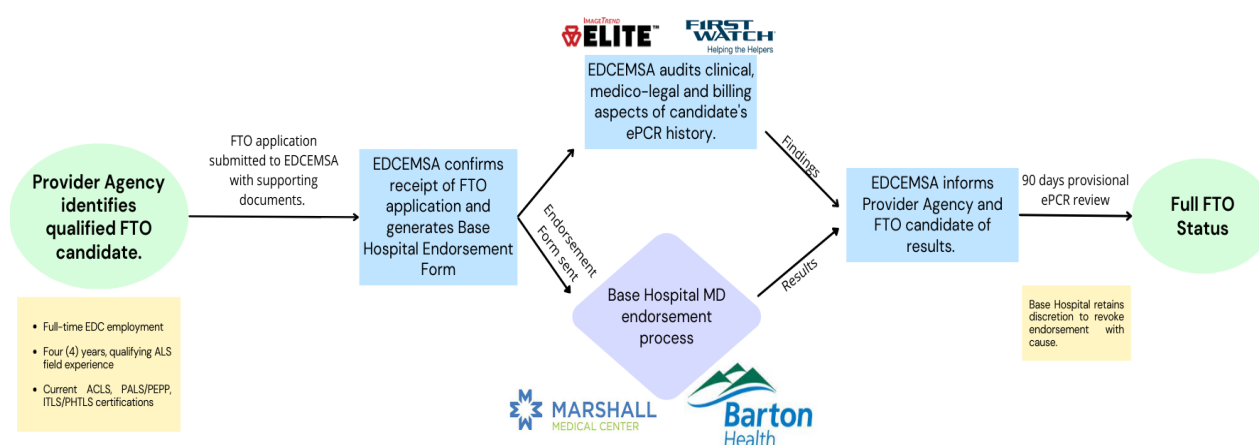 Provider Agency
identifies
qualified FTO
candidate.
• Full-time EDC employment
• Four (4) years, qualifying ALS
field experience
• Current ACLS, PALS/PEPP,
ITLS/PHTLS certifications
FTO application
submitted to EDCEMSA
with supporting
documents.
EDCEMSA confirms
receipt of FTO
application and
generates Base
Hospital Endorsement
Form
IMAGETREND
ELITE™
FIRST
WATCH
Helping the Helpers
EDCEMSA audits clinical,
medico-legal and billing
aspects of candidate's
ePCR history.
Endorsement
Form sent
Base Hospital MD
endorsement
process
MARSHALL
MEDICAL CENTER
Barton
Health
Findings
Results
EDCEMSA informs
Provider Agency and
FTO candidate of
results.
90 days provisional
ePCR review
Full FTO
Status
Base Hospital retains
discretion to revoke
endorsement with
cause.